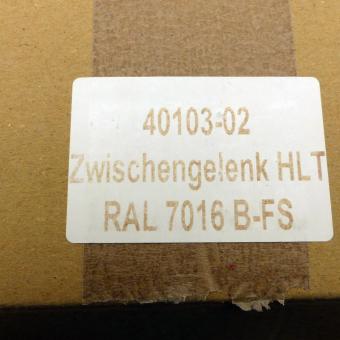 40103-02
Zwischengelenk HLT
RAL 7016 B-FS